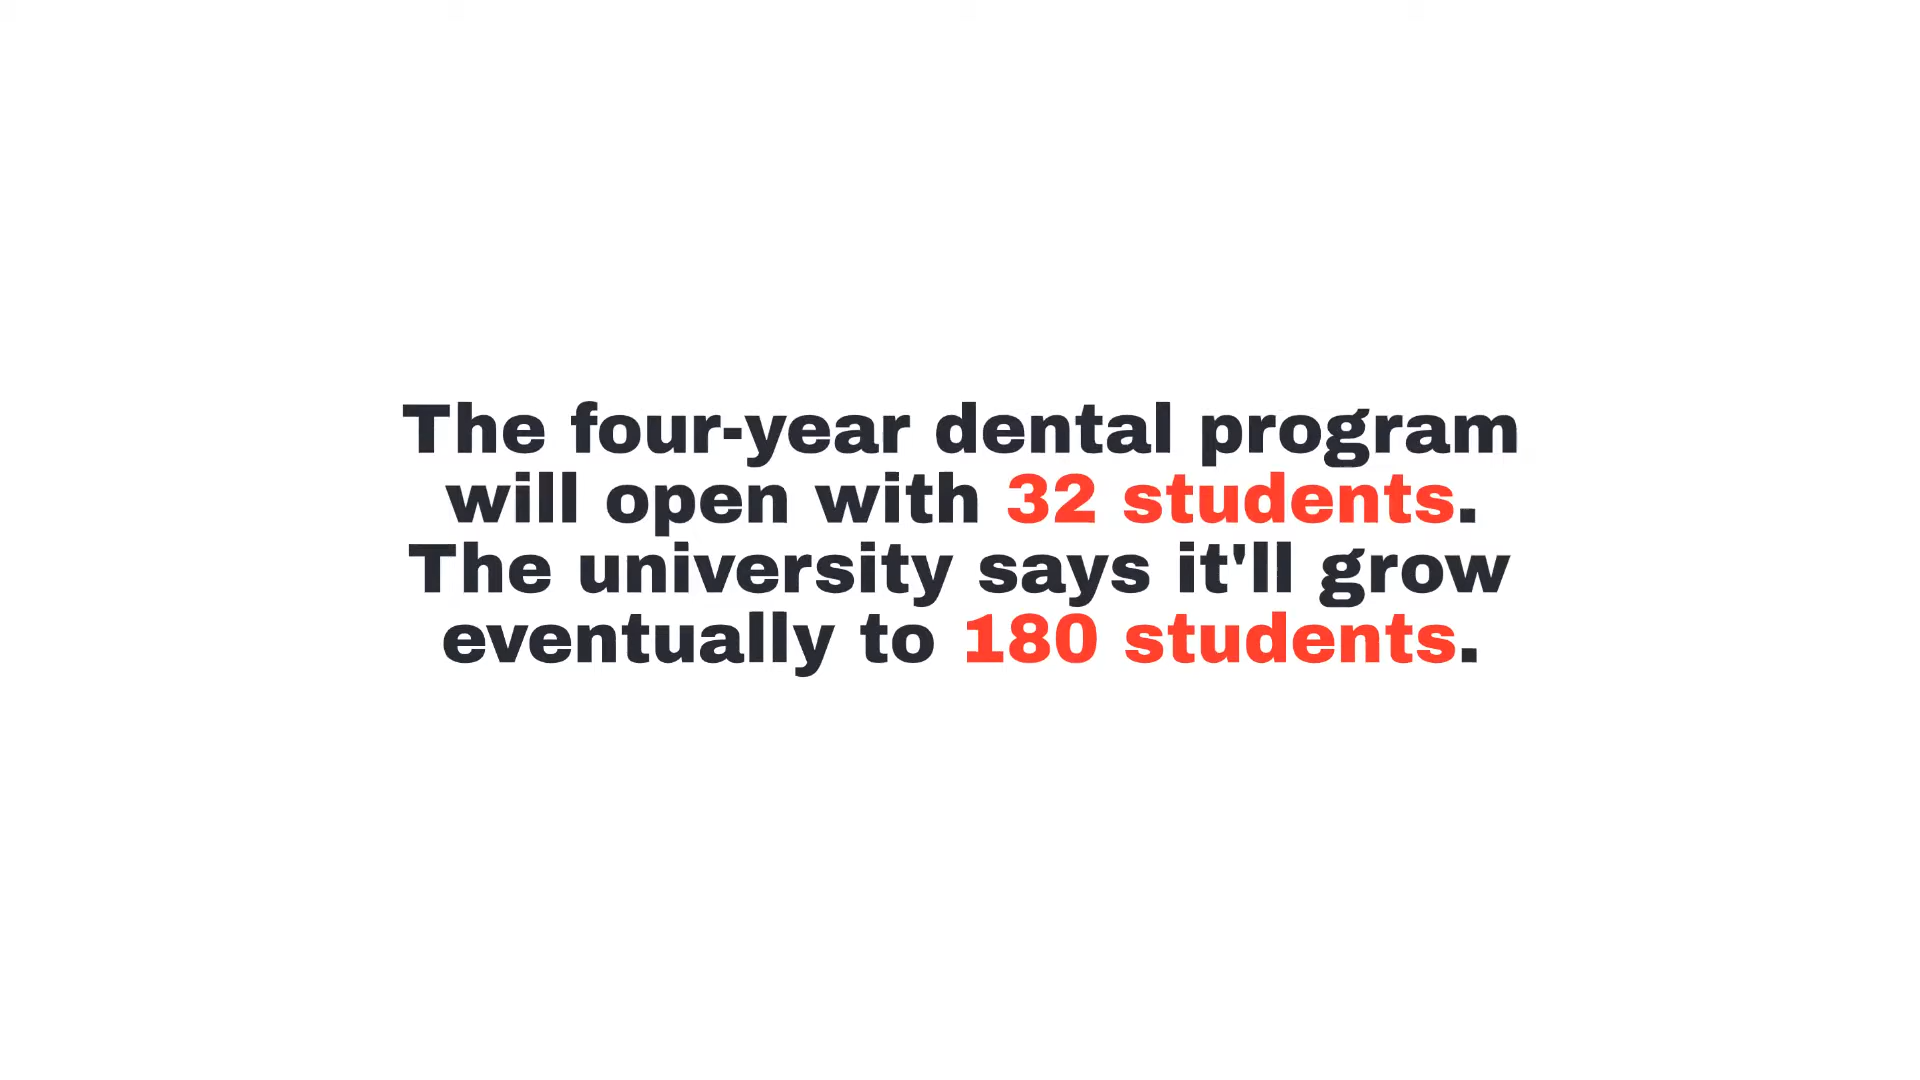 The four-year dental program
will open with 32 students.
The university says it'll grow
eventually to 180 students.